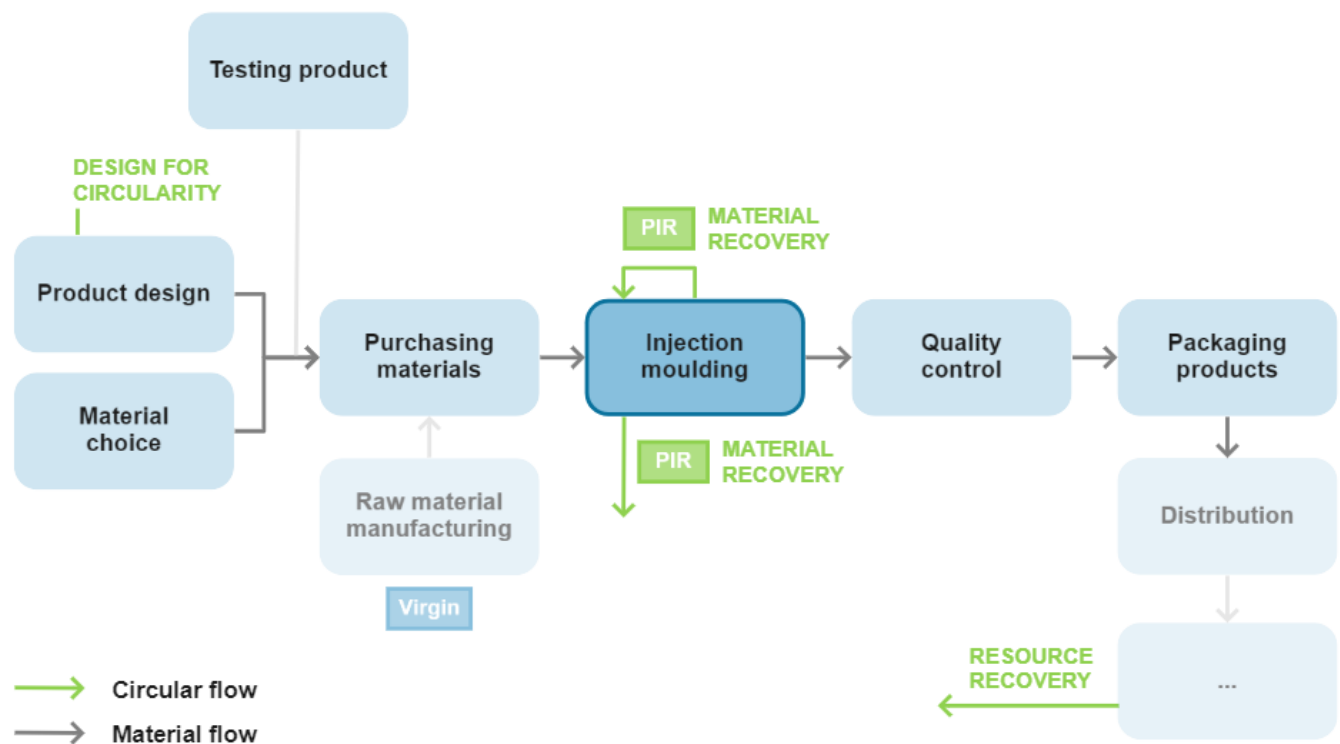 Testing product
DESIGN FOR
CIRCULARITY
Product design
Material
choice
Purchasing
materials
Raw material
manufacturing
Virgin
PIR
MATERIAL
RECOVERY
Injection
moulding
PIR
MATERIAL
RECOVERY
Quality
control
Packaging
products
Distribution
...
RESOURCE
RECOVERY
Circular flow
Material flow